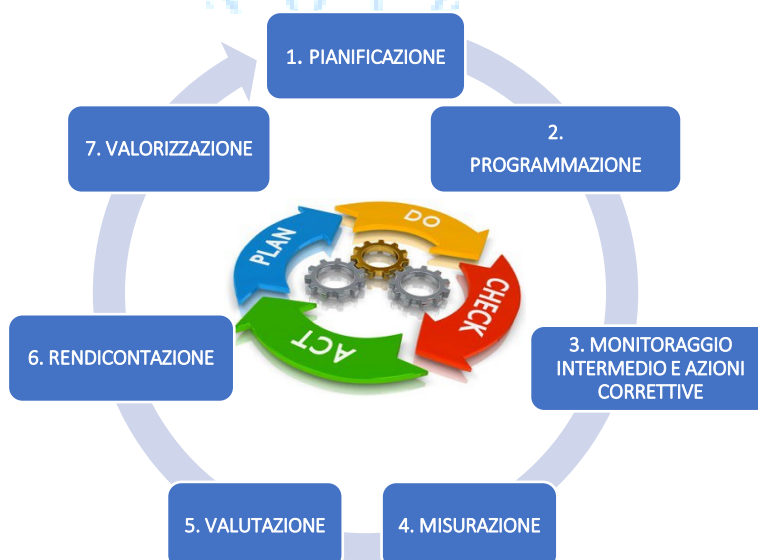 1. PIANIFICAZIONE
2.
PROGRAMMAZIONE
3. MONITORAGGIO
INTERMEDIO E AZIONI
CORRETTIVE
4. MISURAZIONE
5. VALUTAZIONE
6. RENDICONTAZIONE
7. VALORIZZAZIONE
PLAN
DO
CHECK
ACT